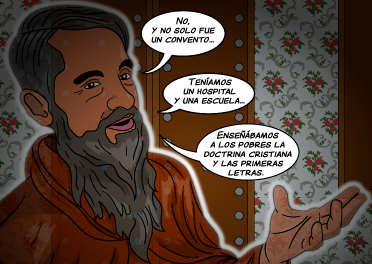 No,
y no solo fue
un convento...
Teníamos
un hospital
y una escuela...
Enseñábamos
a los pobres la
doctrina cristiana
y las primeras
letras.